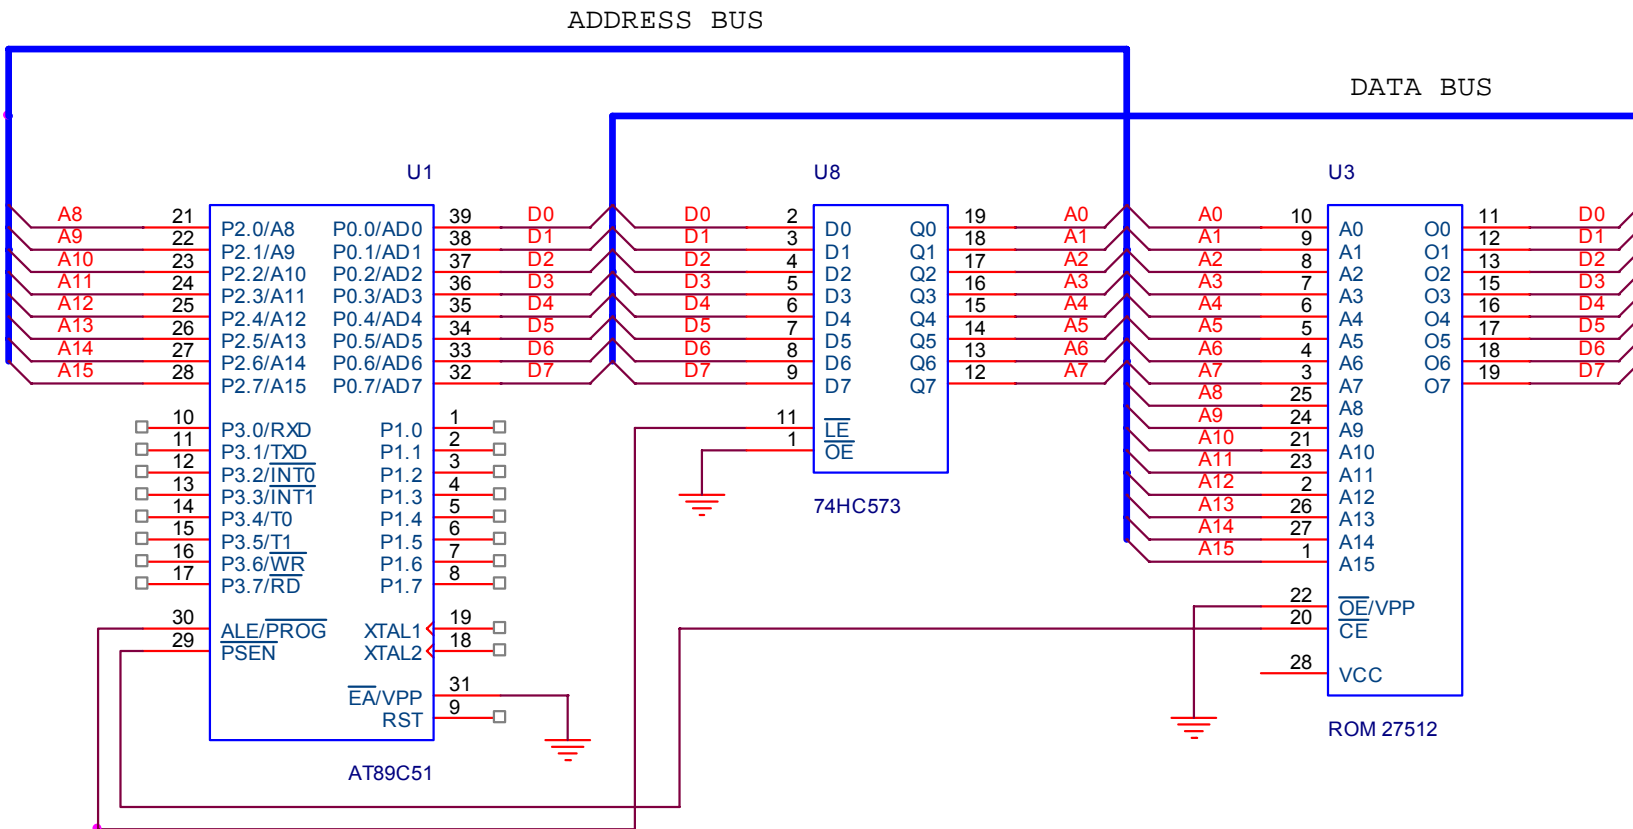 ADDRESS BUS
DATA BUS
U1
U8
U3
A8 21 P2.0/A8 P0.0/AD0 39 D0 D0 2 D0 Q0 19 A0 A0 10 A0 O0 11 D0
A9 22 P2.1/A9 P0.1/AD1 38 D1 D1 3 D1 Q1 18 A1 A1 9 A1 O1 12 D1
A10 23 P2.2/A10 P0.2/AD2 37 D2 D2 4 D2 Q2 17 A2 A2 8 A2 O2 13 D2
A11 24 P2.3/A11 P0.3/AD3 36 D3 D3 5 D3 Q3 16 A3 A3 7 A3 O3 15 D3
A12 25 P2.4/A12 P0.4/AD4 35 D4 D4 6 D4 Q4 15 A4 A4 6 A4 O4 16 D4
A13 26 P2.5/A13 P0.5/AD5 34 D5 D5 7 D5 Q5 14 A5 A5 5 A5 O5 17 D5
A14 27 P2.6/A14 P0.6/AD6 33 D6 D6 8 D6 Q6 13 A6 A6 4 A6 O6 18 D6
A15 28 P2.7/A15 P0.7/AD7 32 D7 D7 9 D7 Q7 12 A7 A7 3 A7 O7 19 D7
A8 25 A8
10 P3.0/RXD P1.0 1 11 LE A9 24 A9
11 P3.1/TXD P1.1 2 1 OE A10 21 A10
12 P3.2/INT0 P1.2 3 A11 23 A11
13 P3.3/INT1 P1.3 4 A12 2 A12
14 P3.4/T0 P1.4 5 74HC573 A13 26 A13
15 P3.5/T1 P1.5 6 A14 27 A14
16 P3.6/WR P1.6 7 A15 1 A15
17 P3.7/RD P1.7 8
22 OE/VPP
30 ALE/PROG XTAL1 19 20 CE
29 PSEN XTAL2 18
28 VCC
EA/VPP 31
RST 9
ROM 27512
AT89C51